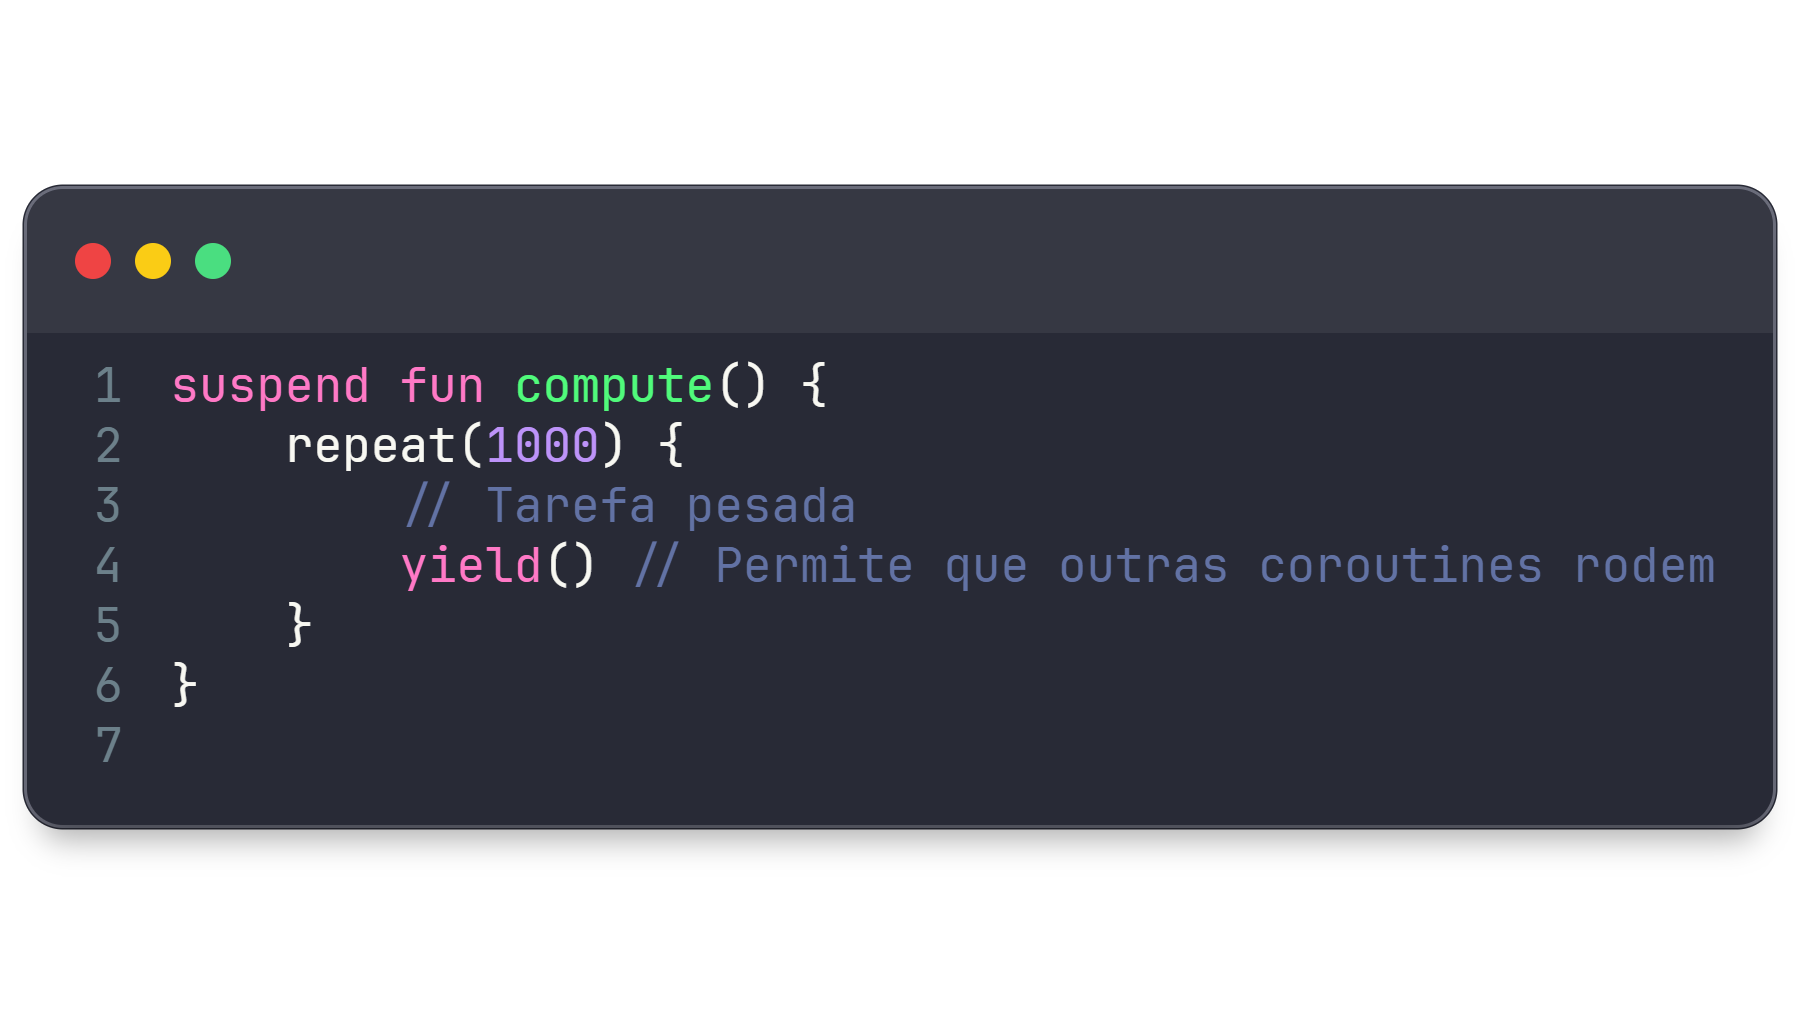 1 suspend fun compute() {
2     repeat(1000) {
3         // Tarefa pesada
4         yield() // Permite que outras coroutines rodem
5     }
6 }
7